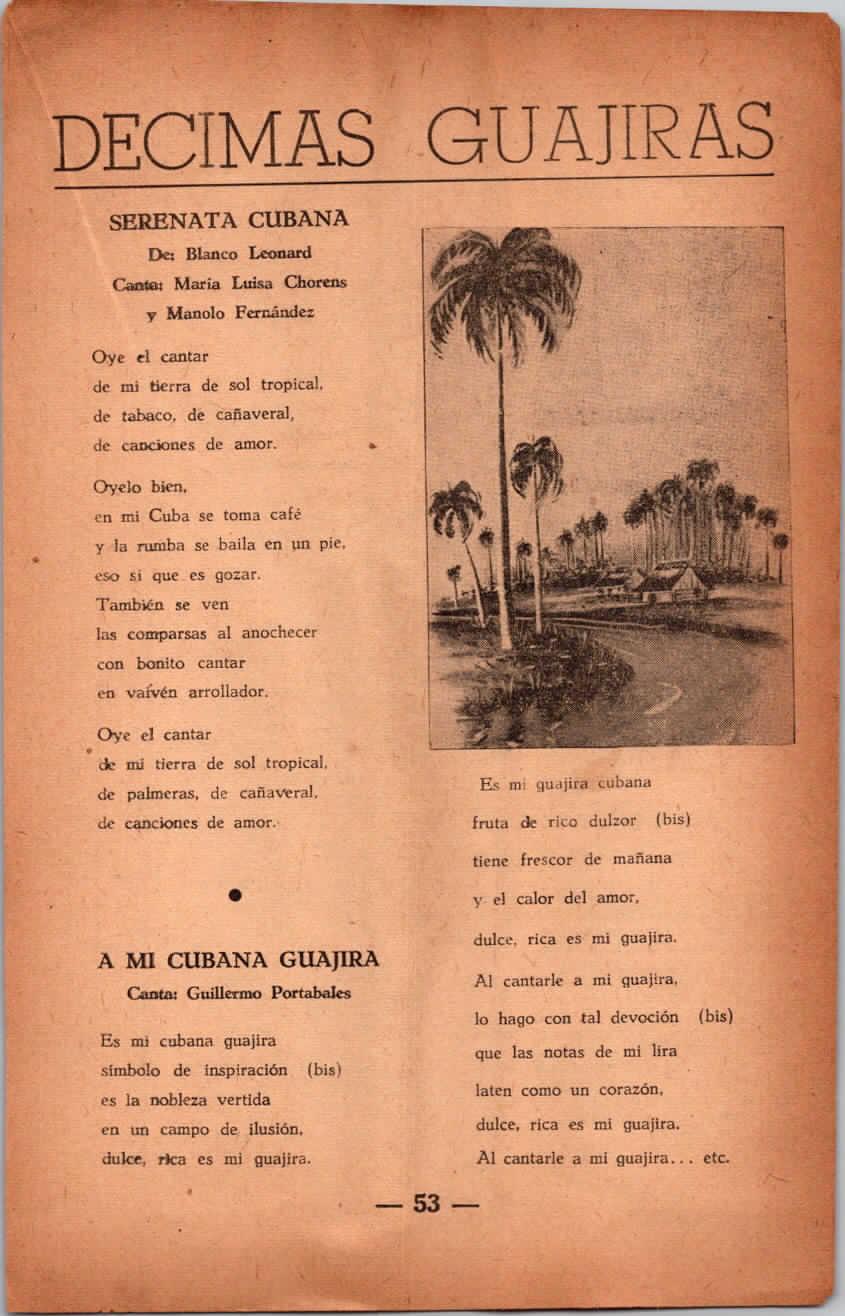 DECIMAS GUAJIRAS
SERENATA CUBANA
De: Blanco Leonard
Canta: María Luisa Chorens
y Manolo Fernández
Oye el cantar
de mi tierra de sol tropical,
de tabaco, de cañaveral,
de canciones de amor.
Oyelo bien,
en mi Cuba se toma café
y la rumba se baila en un pie,
eso si que es gozar.
También se ven
las comparsas al anochecer
con bonito cantar
en vaívén arrollador.
Oye el cantar
de mi tierra de sol tropical,
de palmeras, de cañaveral,
de canciones de amor.
A MI CUBANA GUAJIRA
Canta: Guillermo Portabales
Es mi cubana guajira
símbolo de inspiración (bis)
es la nobleza vertida
en un campo de ilusión,
dulce, rica es mi guajira.
Es mi guajira cubana
fruta de rico dulzor (bis)
tiene frescor de mañana
y el calor del amor,
dulce, rica es mi guajira.
Al cantarle a mi guajira,
lo hago con tal devoción (bis)
que las notas de mi lira
laten como un corazón,
dulce, rica es mi guajira.
Al cantarle a mi guajira... etc.
— 53 —